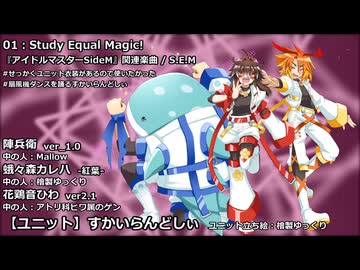 01：Study Equal Magic!
『アイドルマスターSideM』関連楽曲 / S.E.M
#せっかくユニット衣装があるので使いたかった
#扇風機ダンスを踊るすかいらんどしぃ
陣兵衛 ver_1.0
中の人：Mallow
蛾々森カレハ -紅葉-
中の人：檜製ゆっくり
花鶏音ひわ ver2.1
中の人：アトリ科ヒワ属のゲン
【ユニット】すかいらんどしぃ ユニット立ち絵：檜製ゆっくり